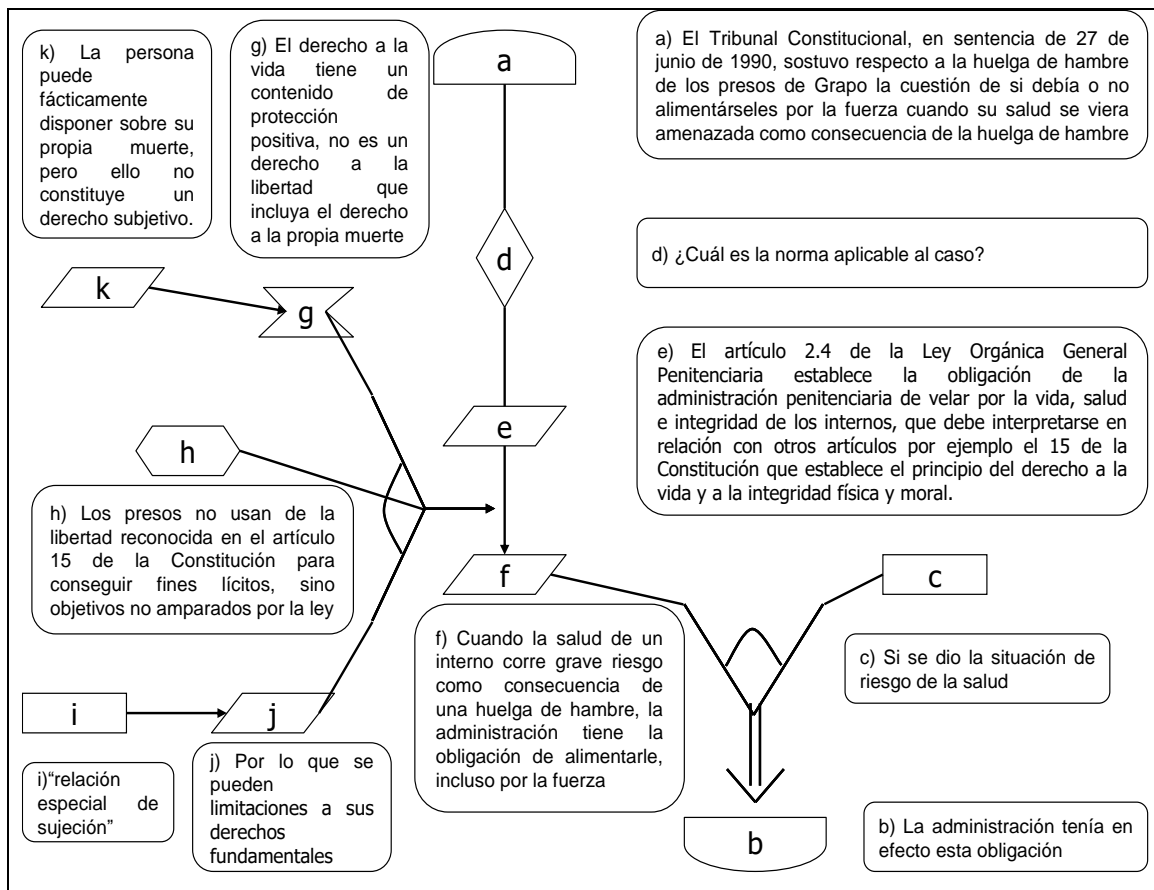 k) La persona
puede
fácticamente
disponer sobre su
propia muerte,
pero ello no
constituye un
derecho subjetivo.
g) El derecho a la
vida tiene un
contenido de
protección
positiva, no es un
derecho a la
libertad que
incluya el derecho
a la propia muerte
a
a) El Tribunal Constitucional, en sentencia de 27 de
junio de 1990, sostuvo respecto a la huelga de hambre
de los presos de Grapo la cuestión de si debía o no
alimentárseles por la fuerza cuando su salud se viera
amenazada como consecuencia de la huelga de hambre
d
d) ¿Cuál es la norma aplicable al caso?
k
g
e) El artículo 2.4 de la Ley Orgánica General
Penitenciaria establece la obligación de la
administración penitenciaria de velar por la vida, salud
e integridad de los internos, que debe interpretarse en
relación con otros artículos por ejemplo el 15 de la
Constitución que establece el principio del derecho a la
vida y a la integridad física y moral.
e
h
h) Los presos no usan de la
libertad reconocida en el artículo
15 de la Constitución para
conseguir fines lícitos, sino
objetivos no amparados por la ley
f
c
f) Cuando la salud de un
interno corre grave riesgo
como consecuencia de
una huelga de hambre, la
administración tiene la
obligación de alimentarle,
incluso por la fuerza
c) Si se dio la situación de
riesgo de la salud
i
j
i)“relación
especial de
sujeción”
j) Por lo que se
pueden
limitaciones a sus
derechos
fundamentales
b
b) La administración tenía en
efecto esta obligación